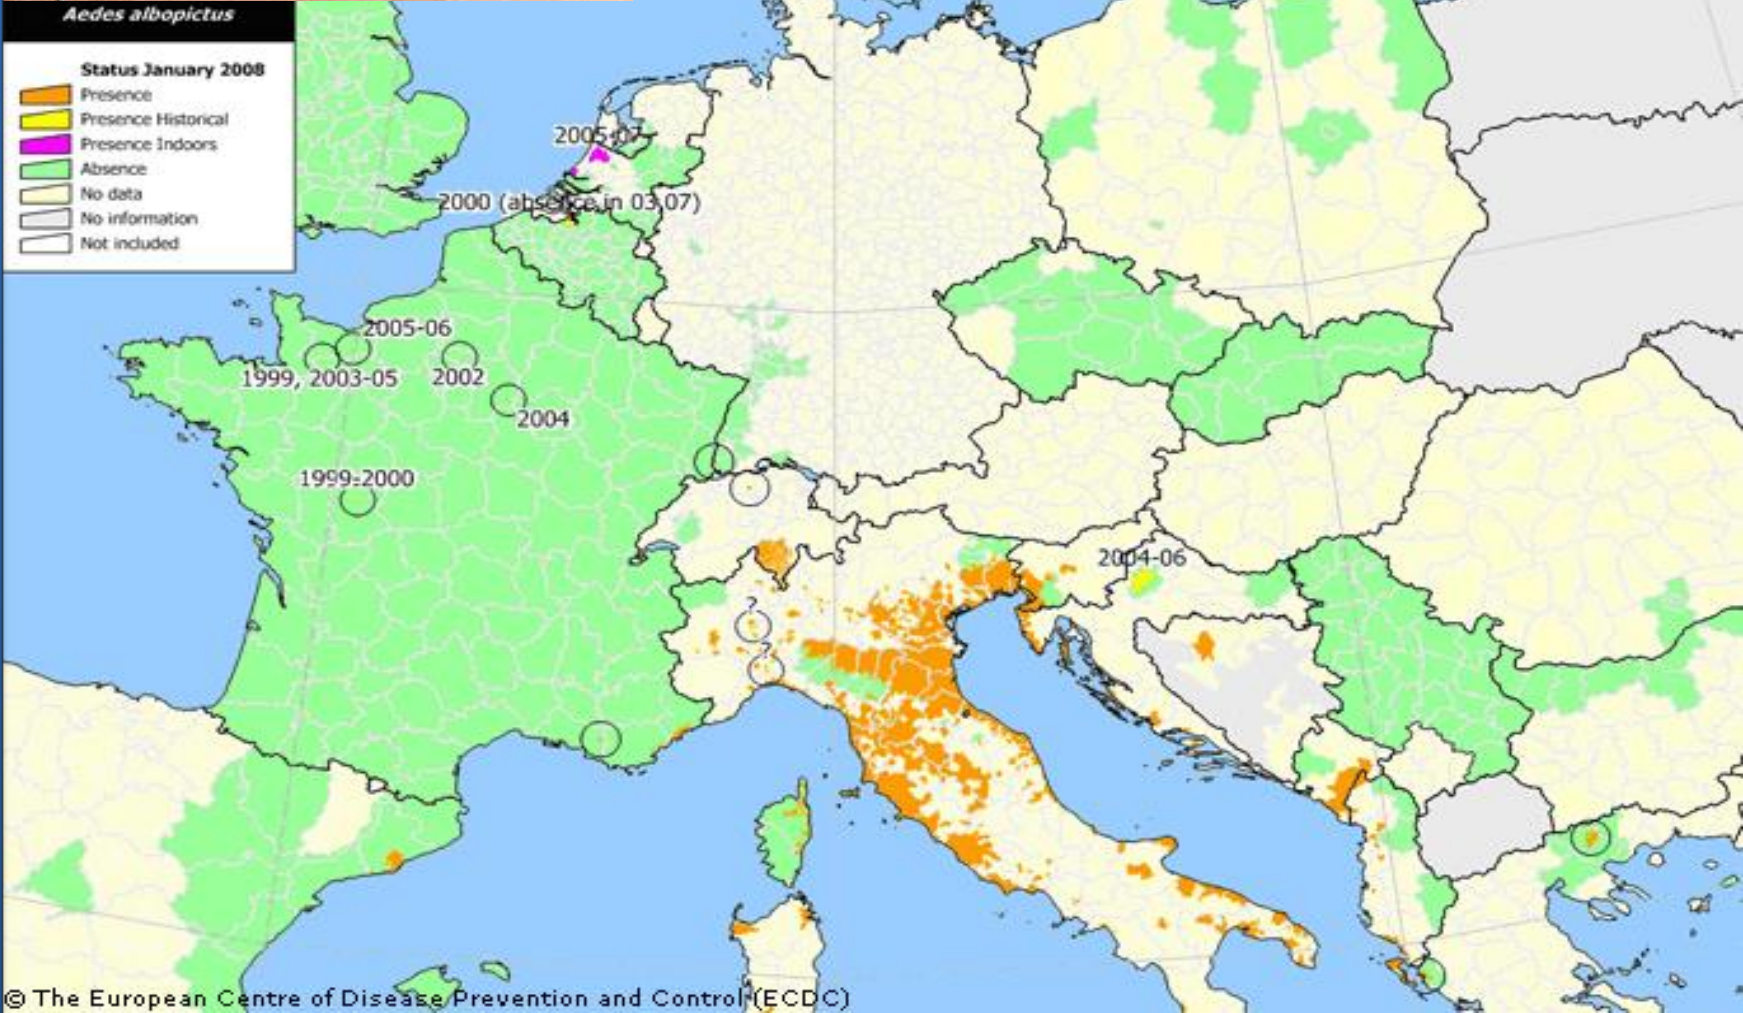 Aedes albopictus
Status January 2008
Presence
Presence Historical
Presence Indoors
Absence
No data
No information
Not included
2005-07
2000 (absence in 03,07)
2005-06
1999, 2003-05
2002
2004
1999-2000
2004-06
?
?
© The European Centre of Disease Prevention and Control (ECDC)